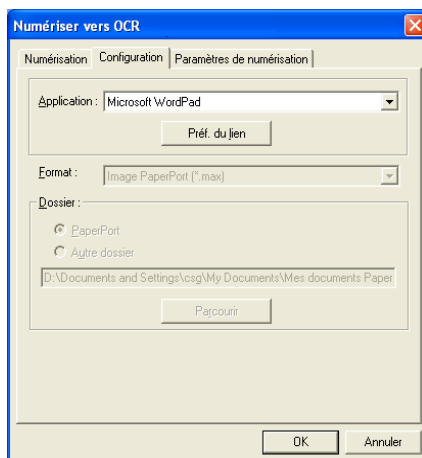 Numériser vers OCR
Numérisation Configuration Paramètres de numérisation
Application : Microsoft WordPad
Préf. du lien
Format : Image PaperPort (*.max)
Dossier :
PaperPort
Autre dossier
D:\Documents and Settings\csg\My Documents\Mes documents Paper
Parcourir
OK Annuler